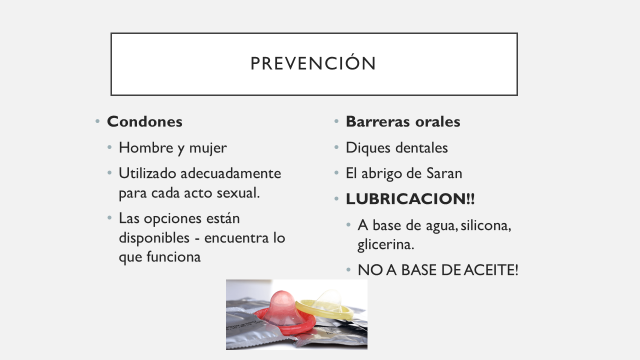 PREVENCIÓN
Condones
Hombre y mujer
Utilizado adecuadamente
para cada acto sexual.
Las opciones están
disponibles - encuentra lo
que funciona
Barreras orales
Diques dentales
El abrigo de Saran
LUBRICACION!!
A base de agua, silicona,
glicerina.
NO A BASE DE ACEITE!